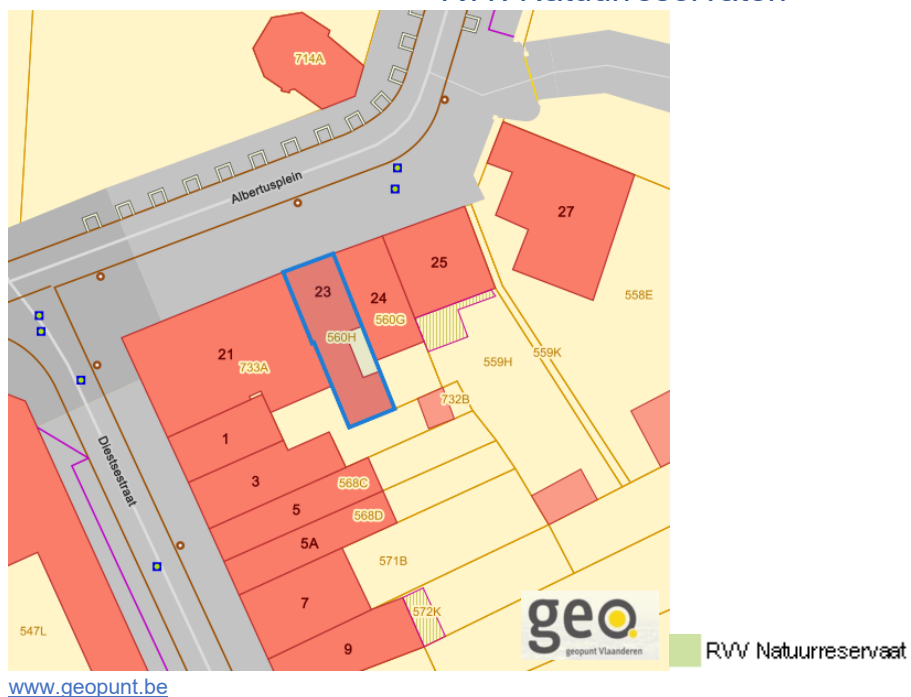 714A
Albertusplein
27
25
23
558E
24
560G
560H
559H
559K
21
733A
732B
1
3
568C
5
568D
5A
571B
Diestsestraat
7
572K
547L
9
geo
geopunt Vlaanderen
RVV Natuurreservaat
www.geopunt.be